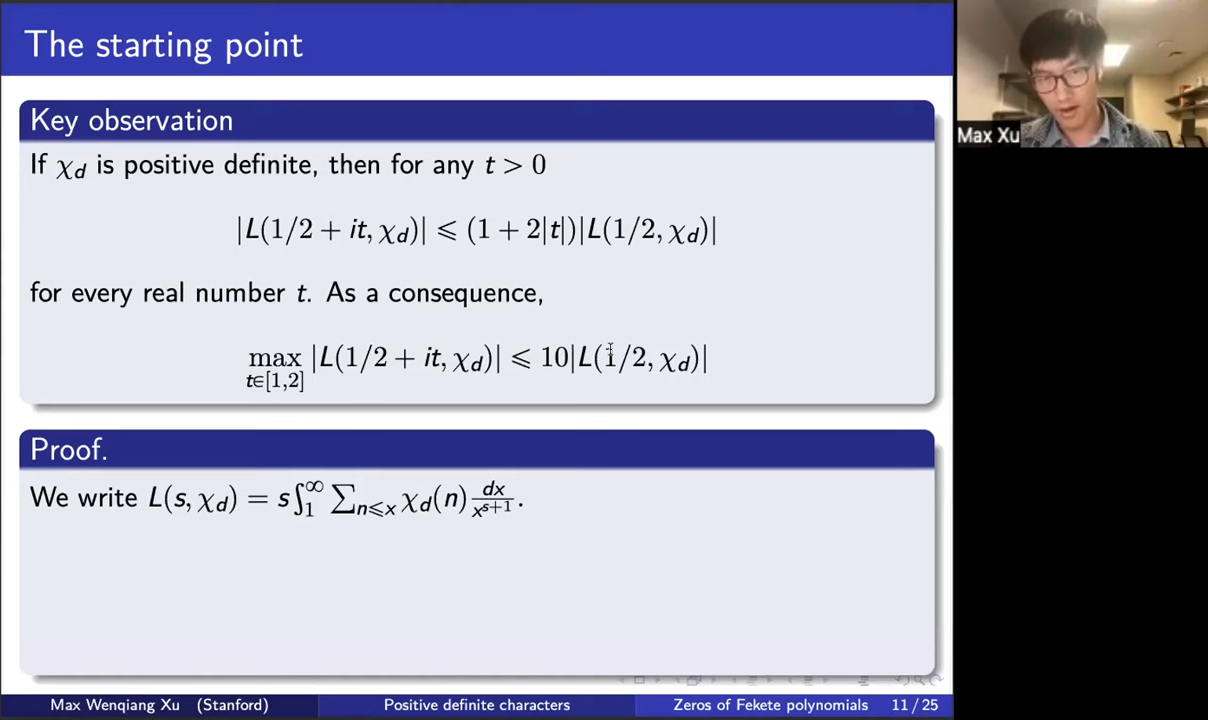 The starting point
Key observation
If χ_d is positive definite, then for any t > 0
|L(1/2 + it, χ_d)| ⩽ (1 + 2|t|)|L(1/2, χ_d)|
for every real number t. As a consequence,
max_{t∈[1,2]} |L(1/2 + it, χ_d)| ⩽ 10|L(1/2, χ_d)|
Proof.
We write L(s, χ_d) = s∫_1^∞ ∑_{n⩽x} χ_d(n) dx/x^{s+1}.
Max Xu
Max Wenqiang Xu (Stanford)
Positive definite characters
Zeros of Fekete polynomials
11 / 25